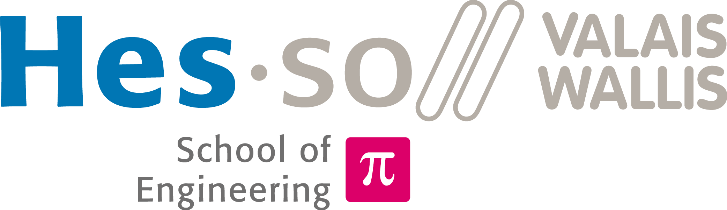 Hes·so VALAIS
WALLIS
School of
Engineering π